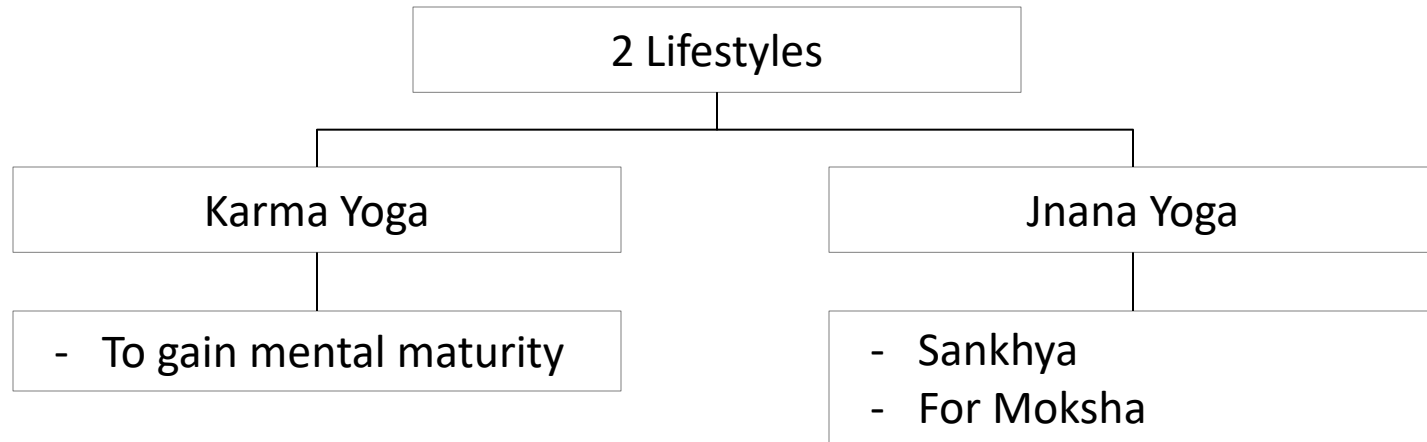 2 Lifestyles
Karma Yoga
Jnana Yoga
- To gain mental maturity
- Sankhya
- For Moksha